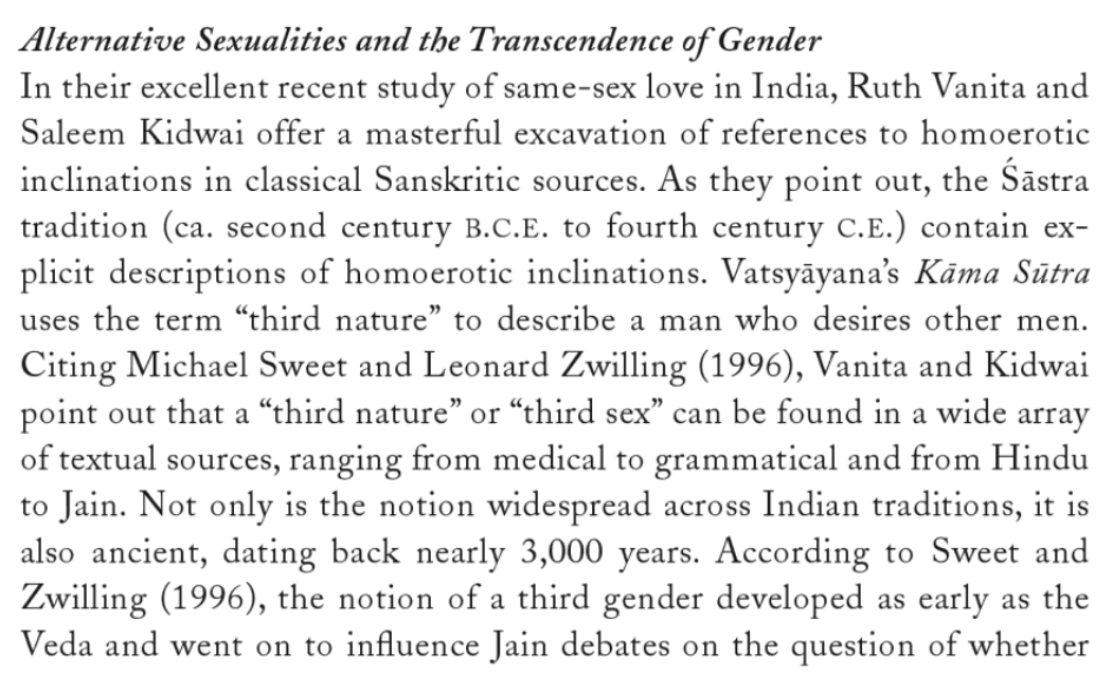 Alternative Sexualities and the Transcendence of Gender
In their excellent recent study of same-sex love in India, Ruth Vanita and
Saleem Kidwai offer a masterful excavation of references to homoerotic
inclinations in classical Sanskritic sources. As they point out, the Śāstra
tradition (ca. second century B.C.E. to fourth century C.E.) contain ex-
plicit descriptions of homoerotic inclinations. Vatsyāyana’s Kāma Sūtra
uses the term “third nature” to describe a man who desires other men.
Citing Michael Sweet and Leonard Zwilling (1996), Vanita and Kidwai
point out that a “third nature” or “third sex” can be found in a wide array
of textual sources, ranging from medical to grammatical and from Hindu
to Jain. Not only is the notion widespread across Indian traditions, it is
also ancient, dating back nearly 3,000 years. According to Sweet and
Zwilling (1996), the notion of a third gender developed as early as the
Veda and went on to influence Jain debates on the question of whether